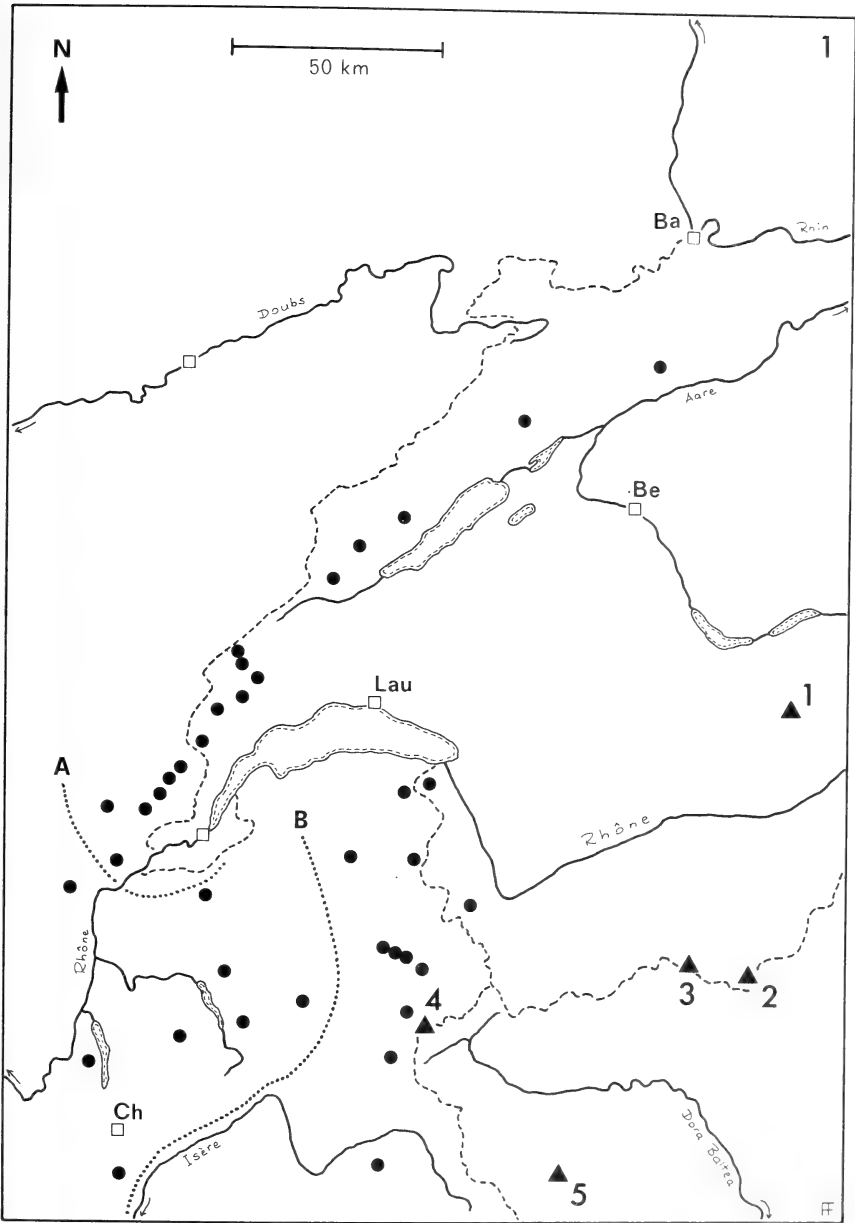 N
50 km
1
Ba
Rhin
Doubs
Aare
Be
Lau
1
A
B
Rhône
Rhône
3
2
4
Ch
Isère
Dora Baltea
5
FF